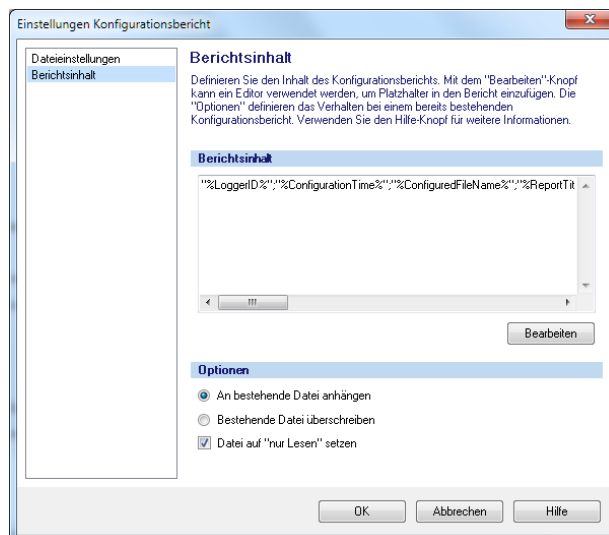 Einstellungen Konfigurationsbericht
Dateieinstellungen
Berichtsinhalt
Berichtsinhalt
Definieren Sie den Inhalt des Konfigurationsberichts. Mit dem "Bearbeiten"-Knopf
kann ein Editor verwendet werden, um Platzhalter in den Bericht einzufügen. Die
"Optionen" definieren das Verhalten bei einem bereits bestehenden
Konfigurationsbericht. Verwenden Sie den Hilfe-Knopf für weitere Informationen.
Berichtsinhalt
"%LoggerID%";"%ConfigurationTime%";"%ConfiguredFileName%";"%ReportTit
Bearbeiten
Optionen
An bestehende Datei anhängen
Bestehende Datei überschreiben
Datei auf "nur Lesen" setzen
OK
Abbrechen
Hilfe